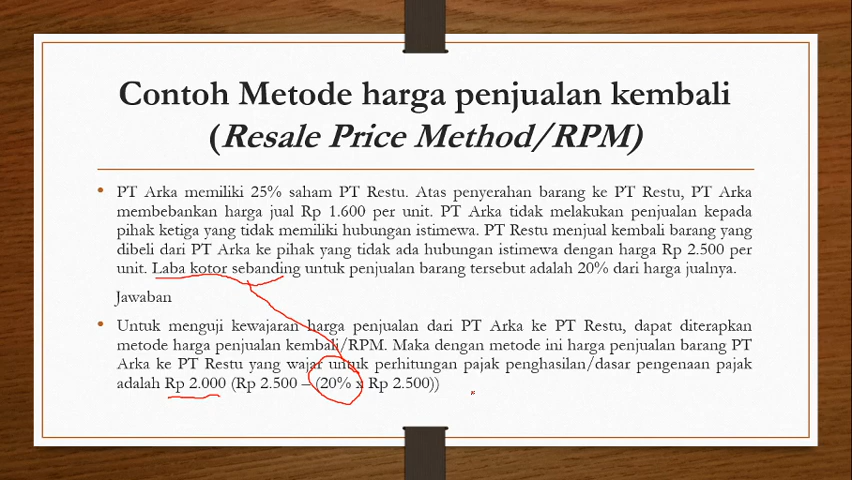 Contoh Metode harga penjualan kembali
(Resale Price Method/RPM)
• PT Arka memiliki 25% saham PT Restu. Atas penyerahan barang ke PT Restu, PT Arka
membebankan harga jual Rp 1.600 per unit. PT Arka tidak melakukan penjualan kepada
pihak ketiga yang tidak memiliki hubungan istimewa. PT Restu menjual kembali barang yang
dibeli dari PT Arka ke pihak yang tidak ada hubungan istimewa dengan harga Rp 2.500 per
unit. Laba kotor sebanding untuk penjualan barang tersebut adalah 20% dari harga jualnya.
Jawaban
• Untuk menguji kewajaran harga penjualan dari PT Arka ke PT Restu, dapat diterapkan
metode harga penjualan kembali/RPM. Maka dengan metode ini harga penjualan barang PT
Arka ke PT Restu yang wajar untuk perhitungan pajak penghasilan/dasar pengenaan pajak
adalah Rp 2.000 (Rp 2.500 – (20% x Rp 2.500))